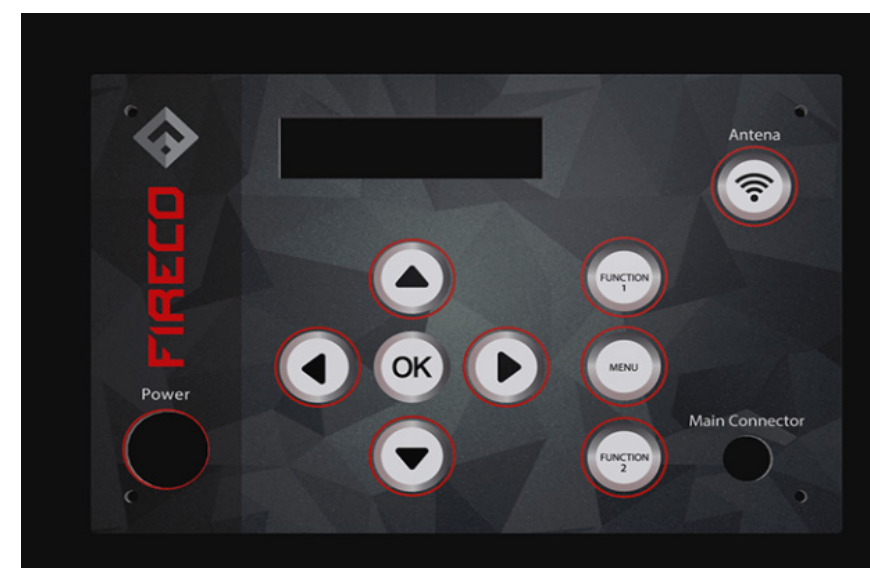 Antena
FIRECO
FUNCTION
1
OK
MENU
Power
Main Connector
FUNCTION
2